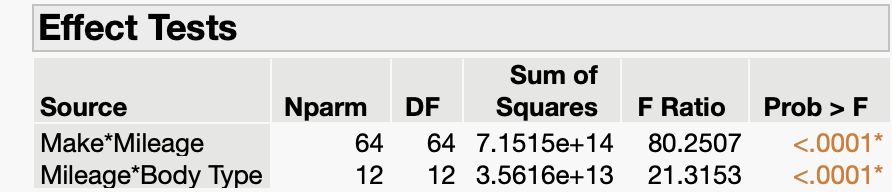 Effect Tests
Sum of
Source Nparm DF Squares F Ratio Prob > F
Make*Mileage 64 64 7.1515e+14 80.2507 <.0001*
Mileage*Body Type 12 12 3.5616e+13 21.3153 <.0001*